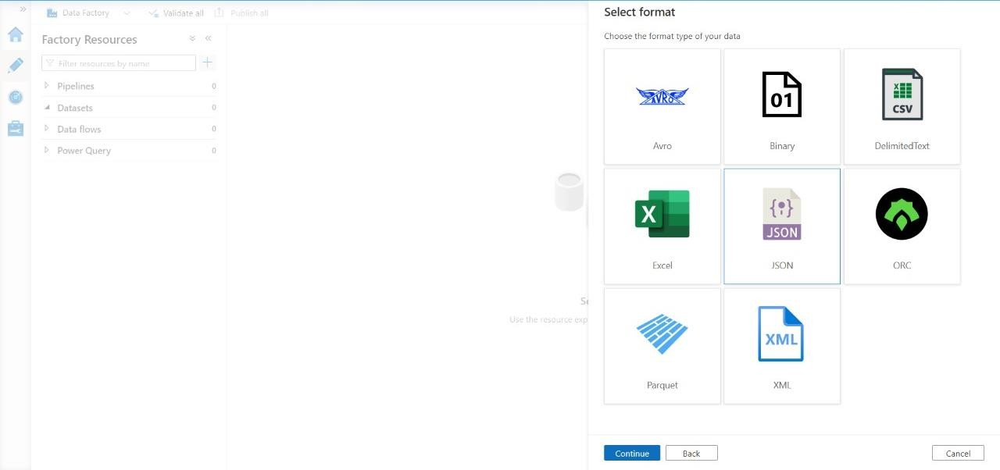 »
Data Factory
Validate all
Publish all
Factory Resources
«
Filter resources by name
Pipelines 0
Datasets 0
Data flows 0
Power Query 0
Use the resource exp
Select format
Choose the format type of your data
AVRO
Avro
01
Binary
X
CSV
DelimitedText
X
Excel
{•}
JSON
JSON
ORC
Parquet
XML
XML
Continue
Back
Cancel